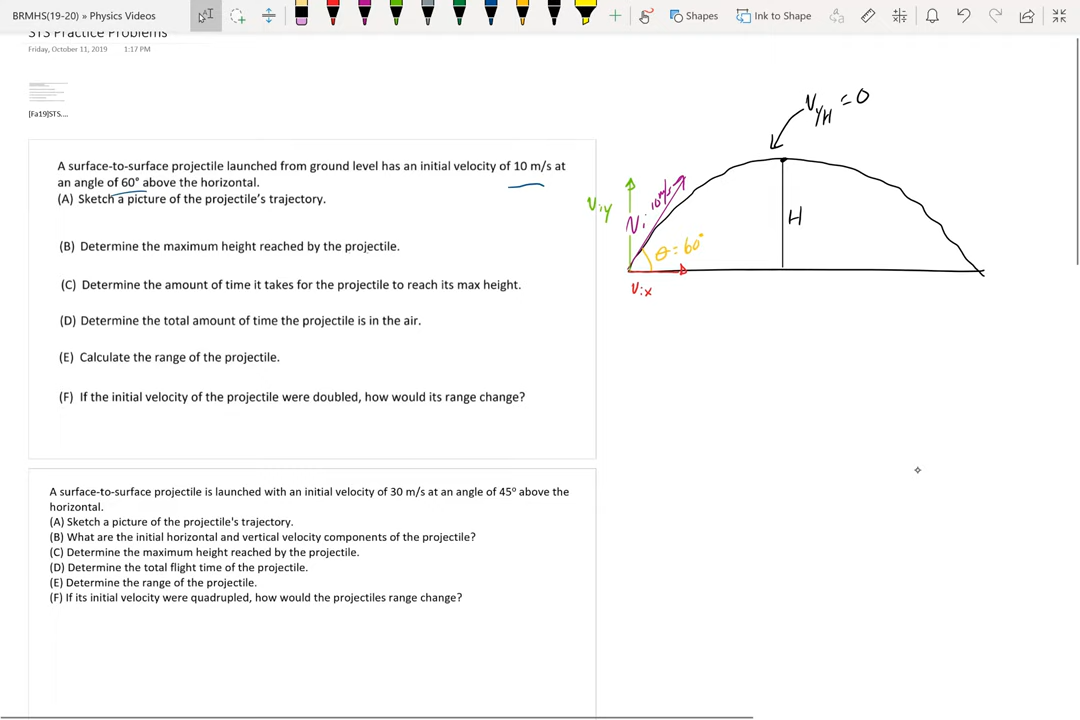 BRMHS(19-20) » Physics Videos
Shapes
Ink to Shape
STS Practice Problems
Friday, October 11, 2019 1:17 PM
[Fa19]STS....
A surface-to-surface projectile launched from ground level has an initial velocity of 10 m/s at
an angle of 60° above the horizontal.
(A) Sketch a picture of the projectile's trajectory.
(B) Determine the maximum height reached by the projectile.
(C) Determine the amount of time it takes for the projectile to reach its max height.
(D) Determine the total amount of time the projectile is in the air.
(E) Calculate the range of the projectile.
(F) If the initial velocity of the projectile were doubled, how would its range change?
VyH = 0
Viy
Vi 10 m/s
H
θ = 60°
Vix
A surface-to-surface projectile is launched with an initial velocity of 30 m/s at an angle of 45° above the
horizontal.
(A) Sketch a picture of the projectile's trajectory.
(B) What are the initial horizontal and vertical velocity components of the projectile?
(C) Determine the maximum height reached by the projectile.
(D) Determine the total flight time of the projectile.
(E) Determine the range of the projectile.
(F) If its initial velocity were quadrupled, how would the projectiles range change?